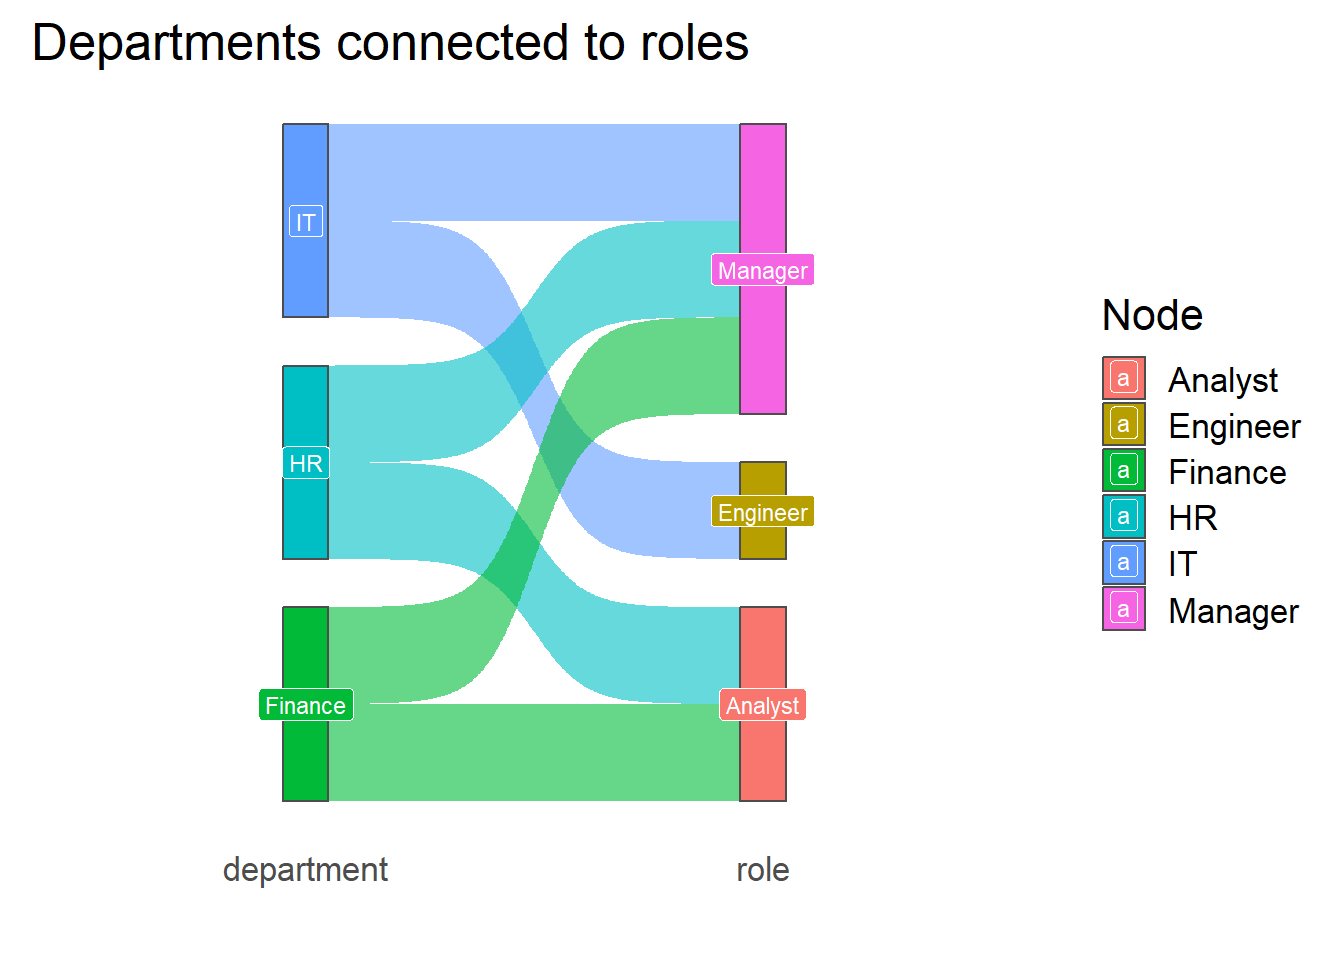 Departments connected to roles
IT
HR
Finance
Manager
Engineer
Analyst
department
role
Node
a Analyst
a Engineer
a Finance
a HR
a IT
a Manager